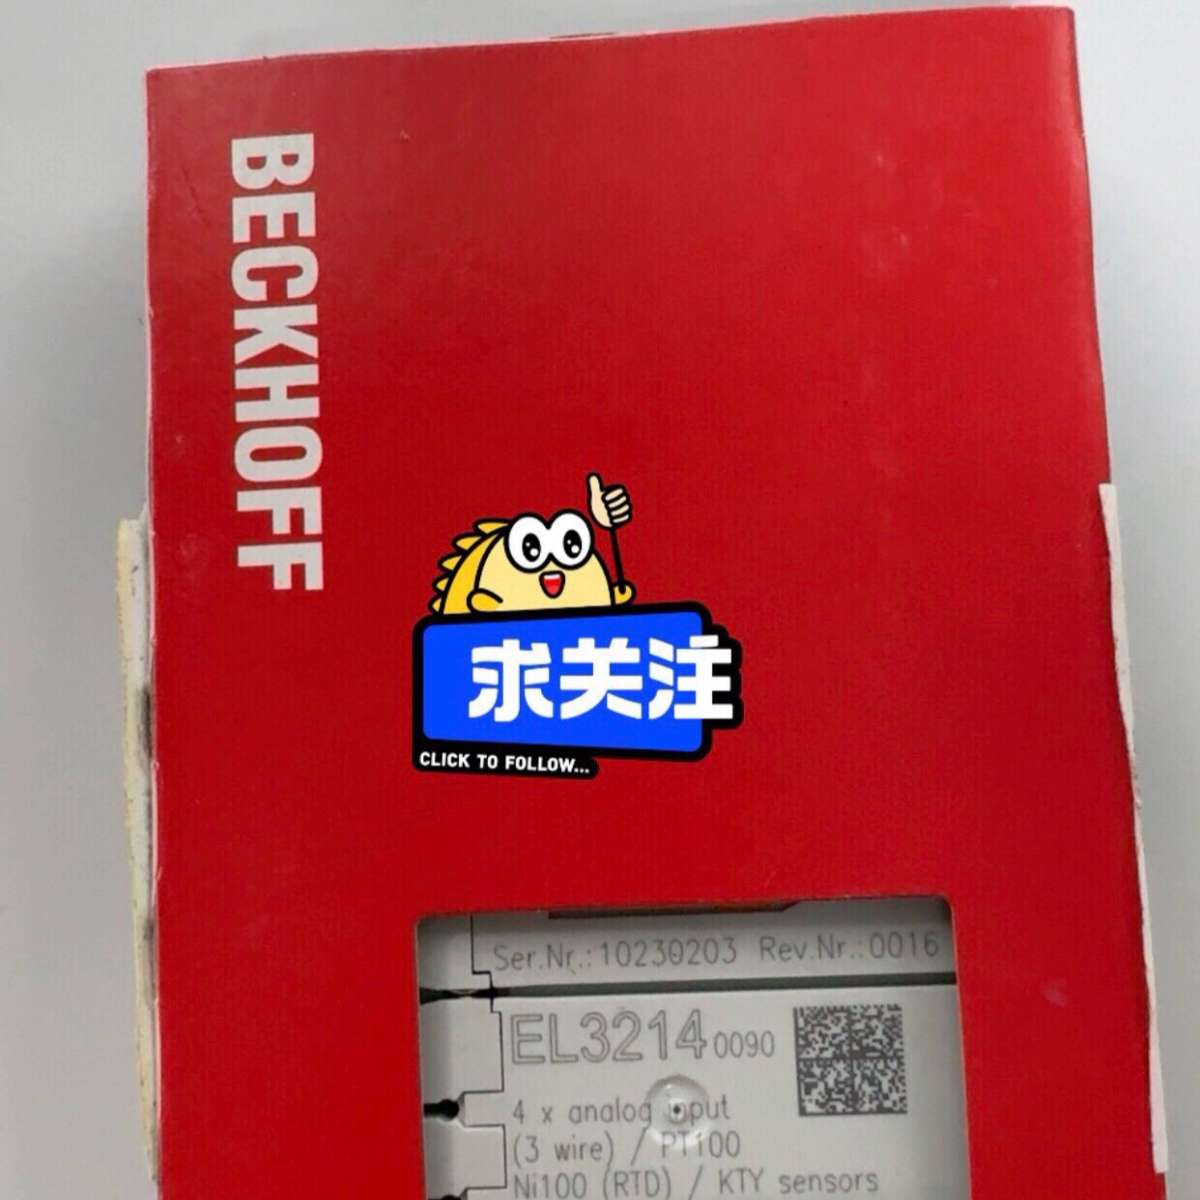 BECKHOFF
求关注
CLICK TO FOLLOW...
Ser.Nr.:10230203 Rev.Nr.:0016
EL3214 0090
4 x analog input
(3 wire) / PT100
Ni100 (RTD) / KTY sensors